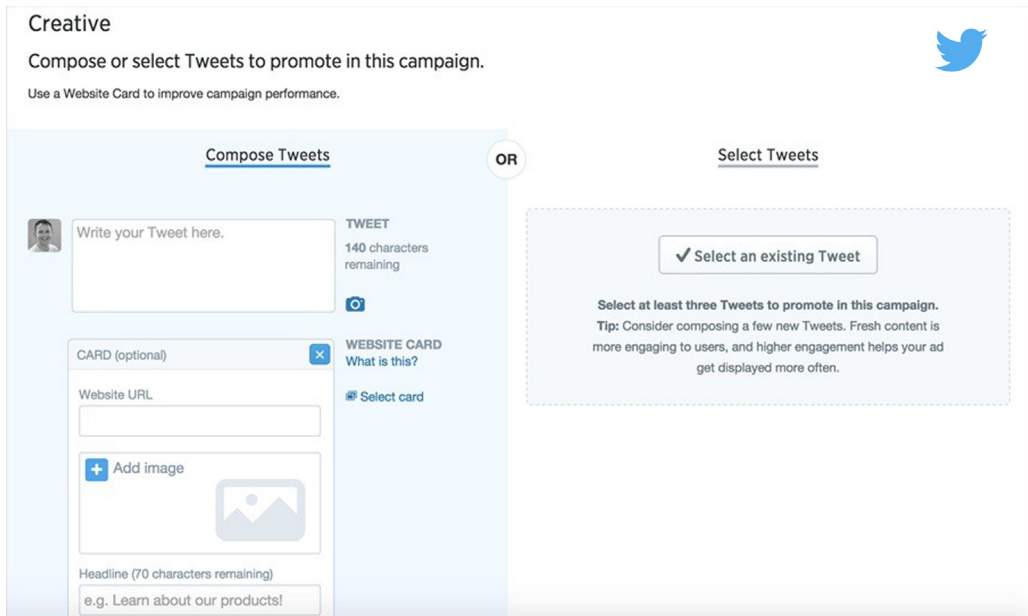 Creative
Compose or select Tweets to promote in this campaign.
Use a Website Card to improve campaign performance.
Compose Tweets
OR
Select Tweets
Write your Tweet here.
TWEET
140 characters
remaining
CARD (optional)
WEBSITE CARD
What is this?
Select card
Website URL
Add image
Headline (70 characters remaining)
e.g. Learn about our products!
Select an existing Tweet
Select at least three Tweets to promote in this campaign.
Tip: Consider composing a few new Tweets. Fresh content is
more engaging to users, and higher engagement helps your ad
get displayed more often.